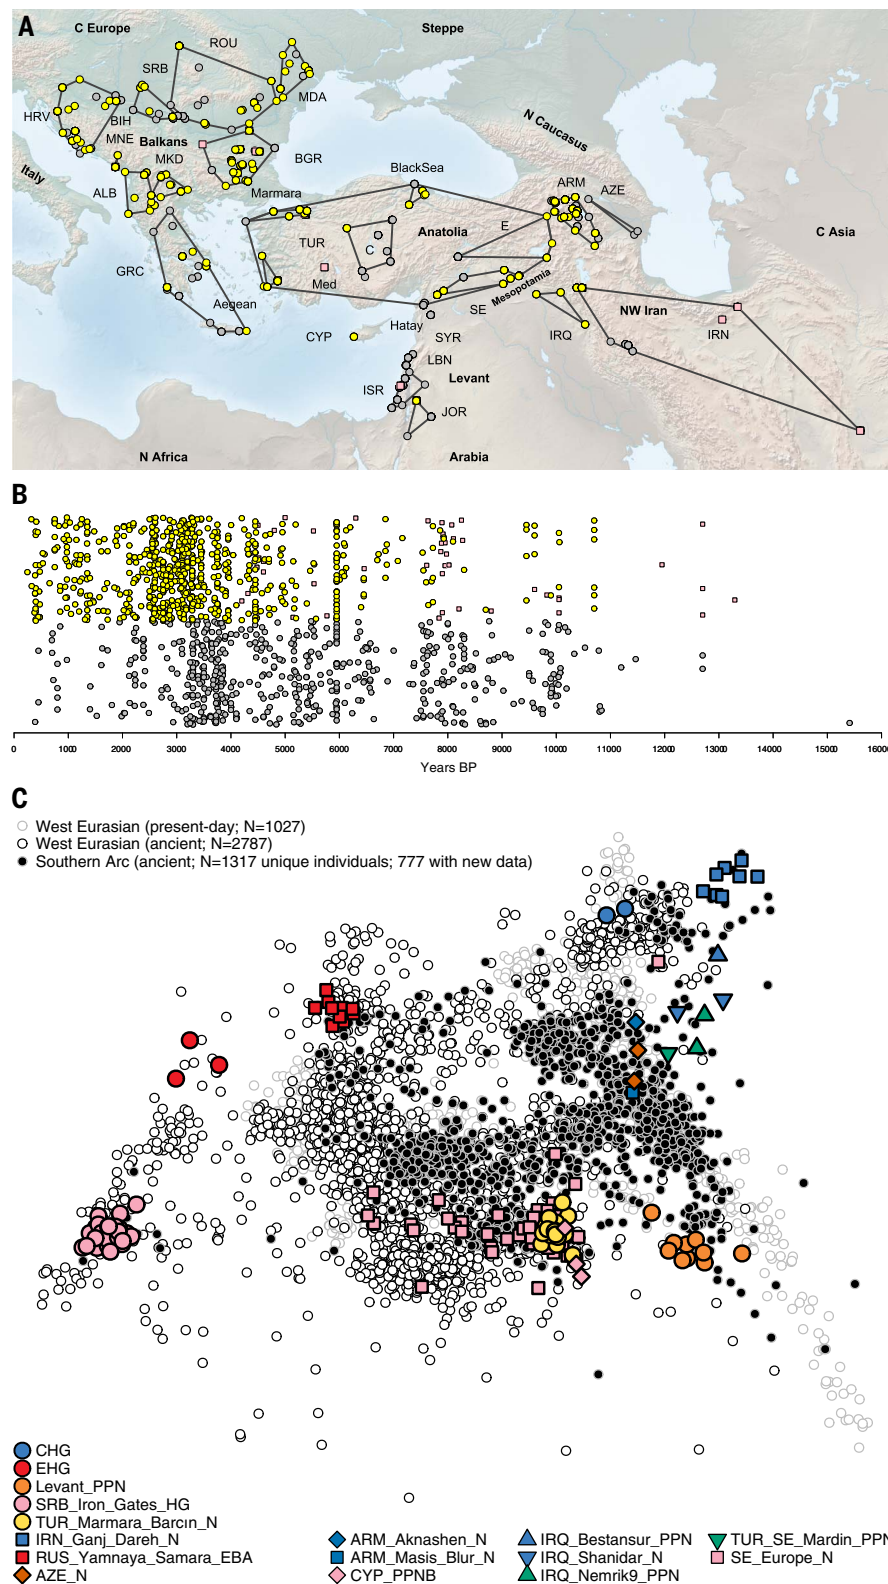 A
C Europe
Steppe
ROU
SRB
MDA
HRV
BIH
MNE
Balkans
MKD
BGR
N Caucasus
Italy
ALB
Marmara
BlackSea
ARM
AZE
E
TUR
Anatolia
C
C Asia
GRC
Med
Mesopotamia
Aegean
SE
NW Iran
Hatay
IRN
CYP
SYR
IRQ
LBN
ISR
Levant
JOR
N Africa
Arabia
B
0 1000 2000 3000 4000 5000 6000 7000 8000 9000 10000 11000 12000 13000 14000 15000 16000
Years BP
C
West Eurasian (present-day; N=1027)
West Eurasian (ancient; N=2787)
Southern Arc (ancient; N=1317 unique individuals; 777 with new data)
CHG
EHG
Levant_PPN
SRB_Iron_Gates_HG
TUR_Marmara_Barcın_N
IRN_Ganj_Dareh_N
RUS_Yamnaya_Samara_EBA
AZE_N
ARM_Aknashen_N
ARM_Masis_Blur_N
CYP_PPNB
IRQ_Bestansur_PPN
IRQ_Shanidar_N
IRQ_Nemrik9_PPN
TUR_SE_Mardin_PPN
SE_Europe_N